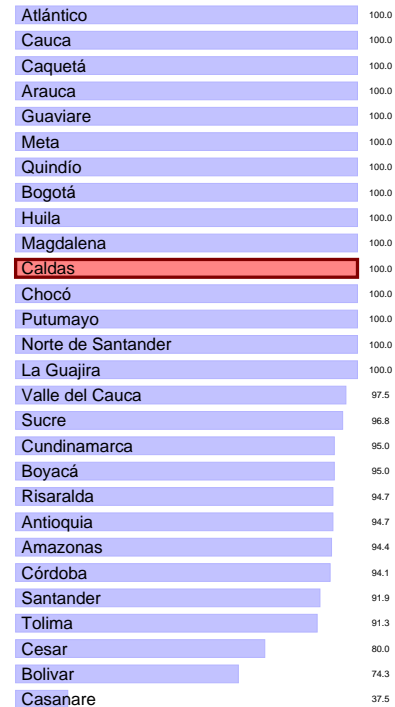 Atlántico 100.0
Cauca 100.0
Caquetá 100.0
Arauca 100.0
Guaviare 100.0
Meta 100.0
Quindío 100.0
Bogotá 100.0
Huila 100.0
Magdalena 100.0
Caldas 100.0
Chocó 100.0
Putumayo 100.0
Norte de Santander 100.0
La Guajira 100.0
Valle del Cauca 97.5
Sucre 96.8
Cundinamarca 95.0
Boyacá 95.0
Risaralda 94.7
Antioquia 94.7
Amazonas 94.4
Córdoba 94.1
Santander 91.9
Tolima 91.3
Cesar 80.0
Bolivar 74.3
Casanare 37.5